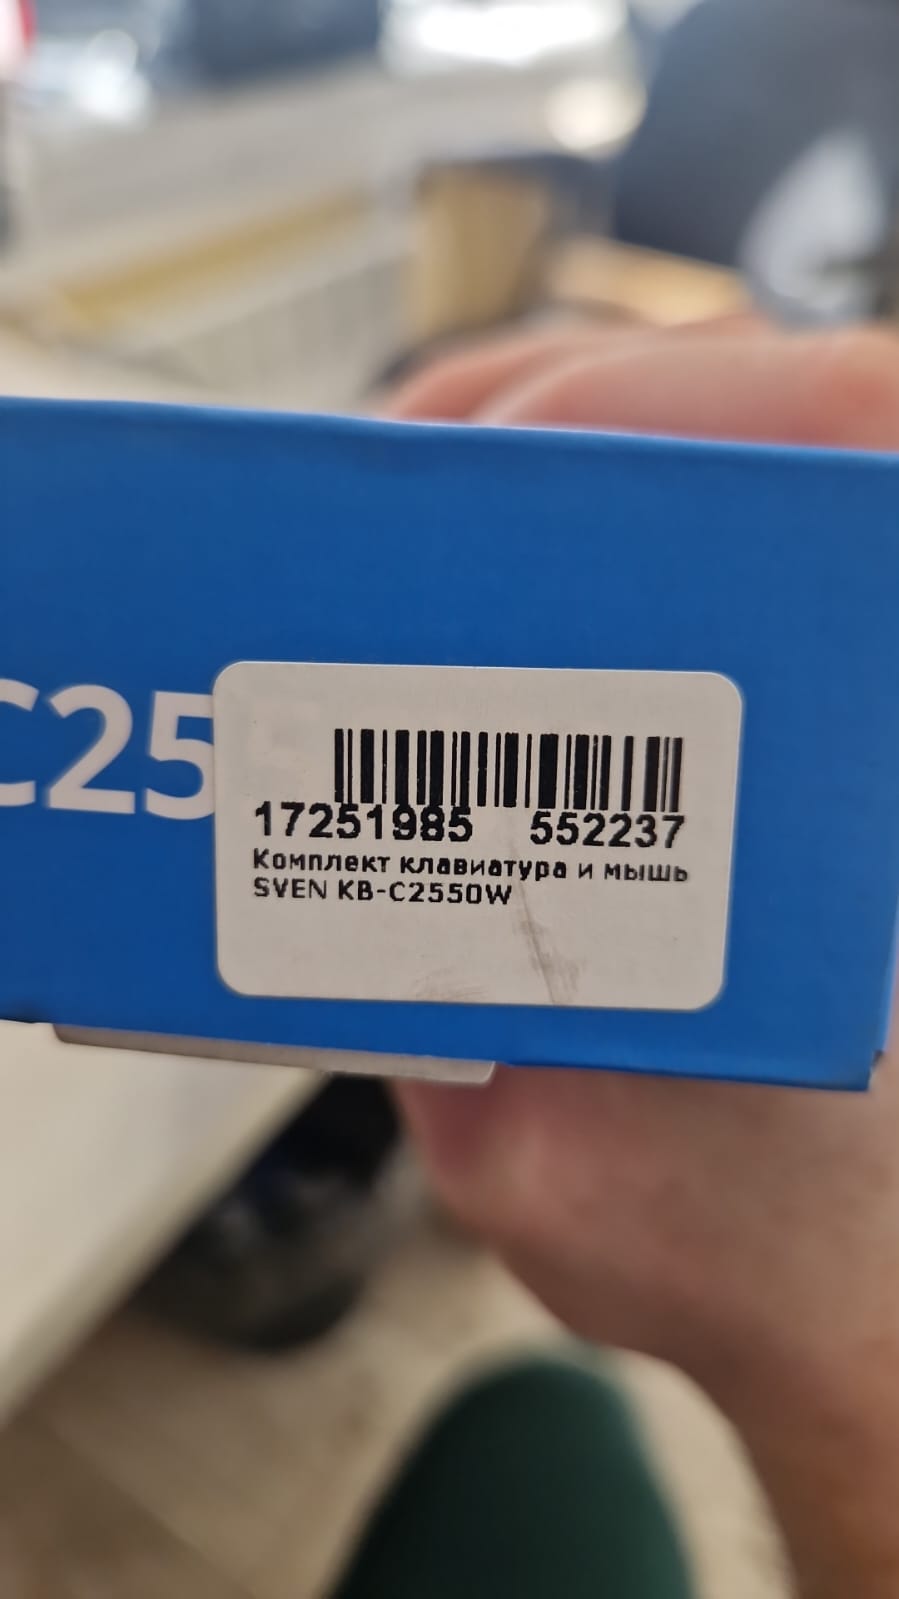 C25
17251985 552237
Комплект клавиатура и мышь
SVEN KB-C2550W